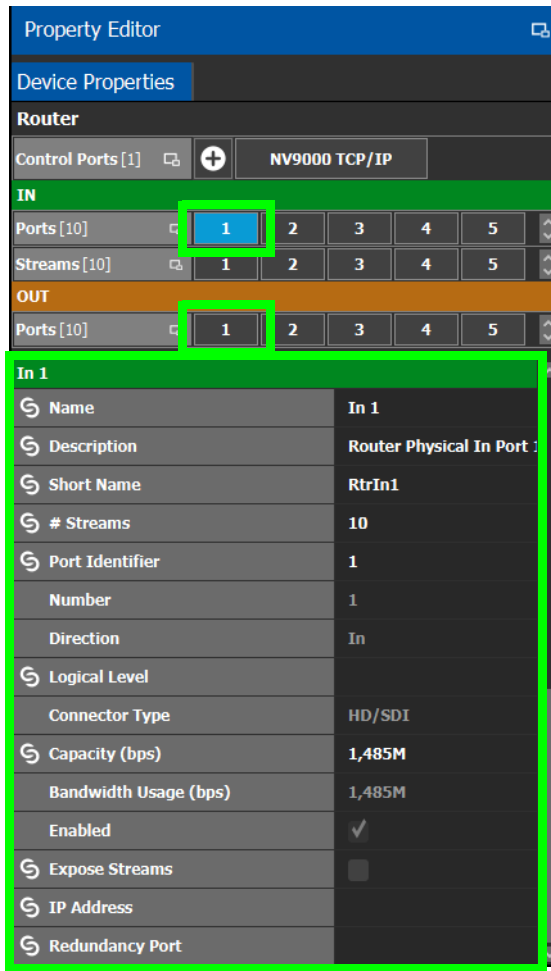 Property Editor
Device Properties
Router
Control Ports [1] NV9000 TCP/IP
IN
Ports [10] 1 2 3 4 5
Streams [10] 1 2 3 4 5
OUT
Ports [10] 1 2 3 4 5
In 1
Name In 1
Description Router Physical In Port 1
Short Name RtrIn1
# Streams 10
Port Identifier 1
Number 1
Direction In
Logical Level
Connector Type HD/SDI
Capacity (bps) 1,485M
Bandwidth Usage (bps) 1,485M
Enabled
Expose Streams
IP Address
Redundancy Port